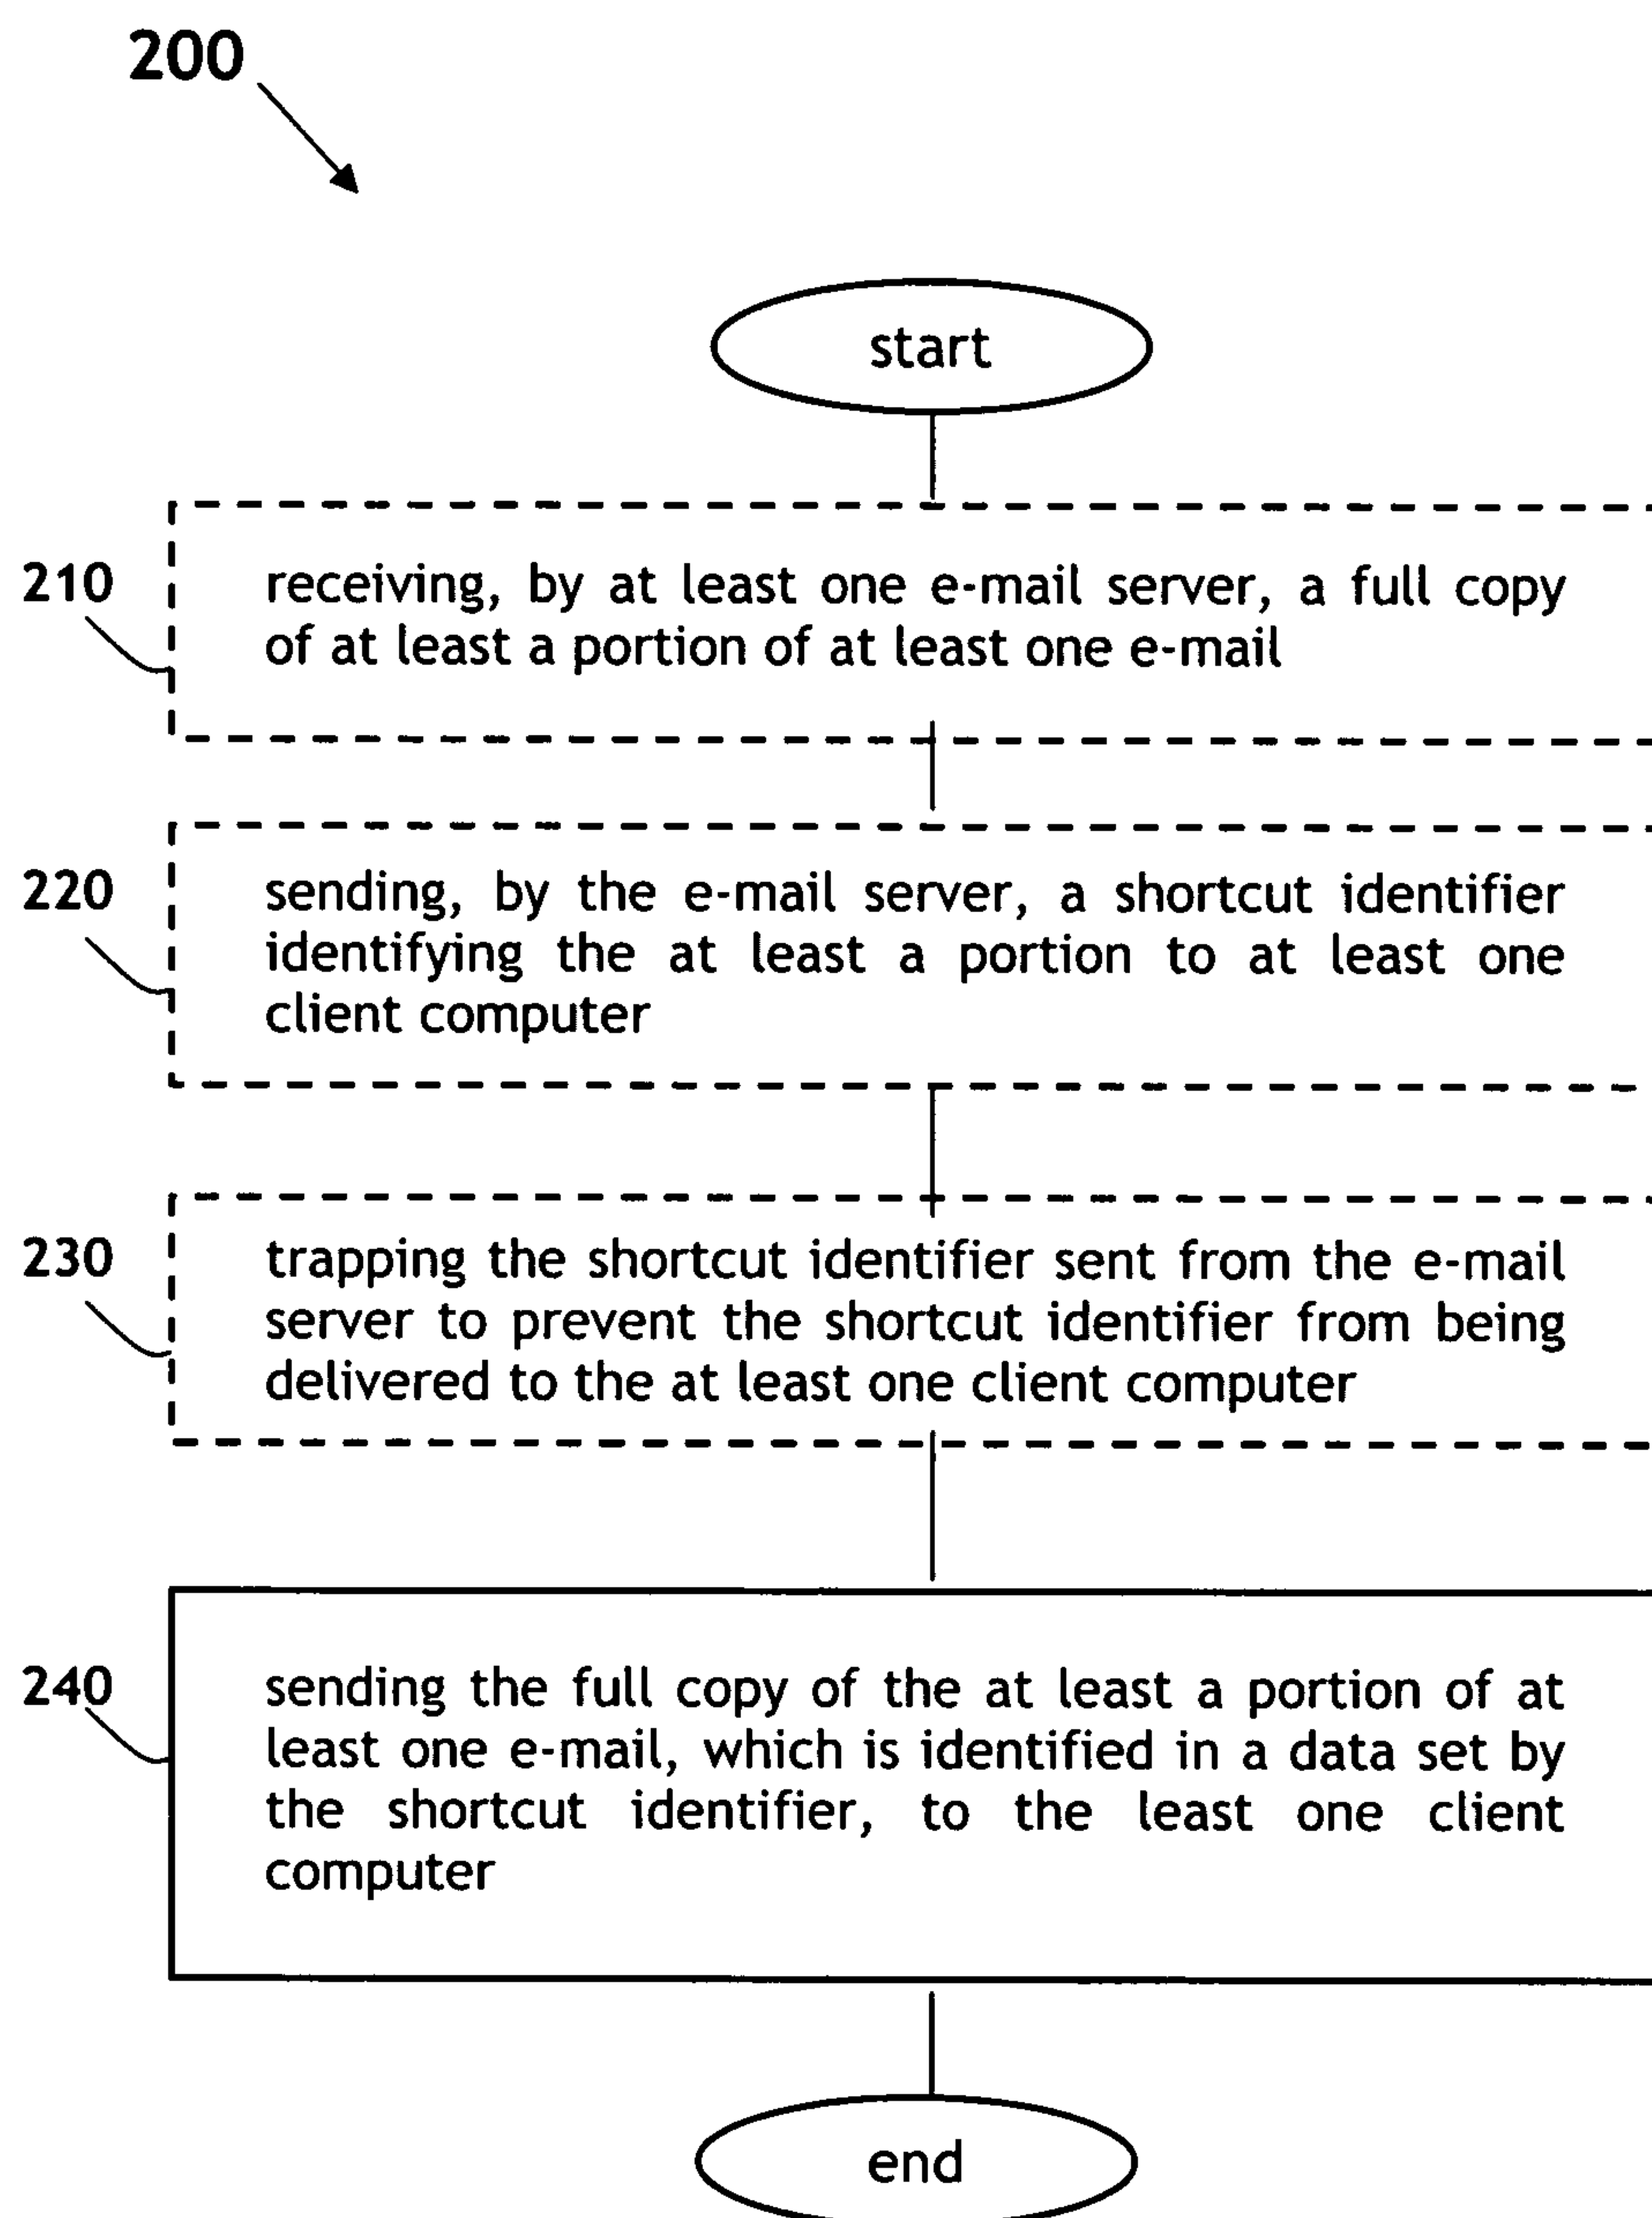 200
start
210
receiving, by at least one e-mail server, a full copy
of at least a portion of at least one e-mail
220
sending, by the e-mail server, a shortcut identifier
identifying the at least a portion to at least one
client computer
230
trapping the shortcut identifier sent from the e-mail
server to prevent the shortcut identifier from being
delivered to the at least one client computer
240
sending the full copy of the at least a portion of at
least one e-mail, which is identified in a data set by
the shortcut identifier, to the least one client
computer
end